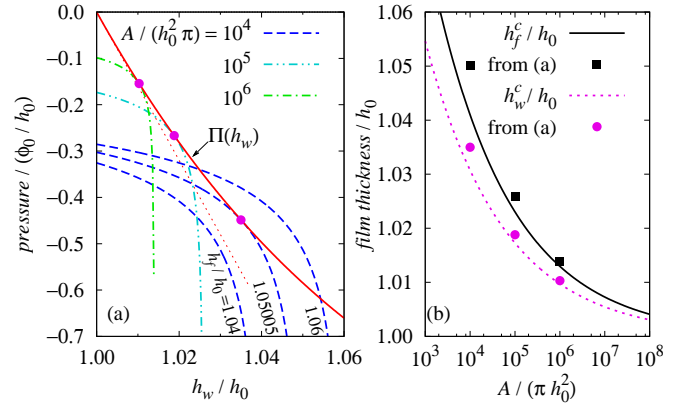 −0.0
−0.1
−0.2
−0.3
−0.4
−0.5
−0.6
−0.7
pressure / (ϕ₀ / h₀)
A / (h₀² π) = 10⁴
10⁵
10⁶
Π(h_w)
h_f / h₀ = 1.04
1.05005
1.06
(a)
1.00 1.02 1.04 1.06
h_w / h₀
1.06
1.05
1.04
1.03
1.02
1.01
1.00
film thickness / h₀
h_f^c / h₀
from (a)
h_w^c / h₀
from (a)
(b)
10³ 10⁴ 10⁵ 10⁶ 10⁷ 10⁸
A / (π h₀²)